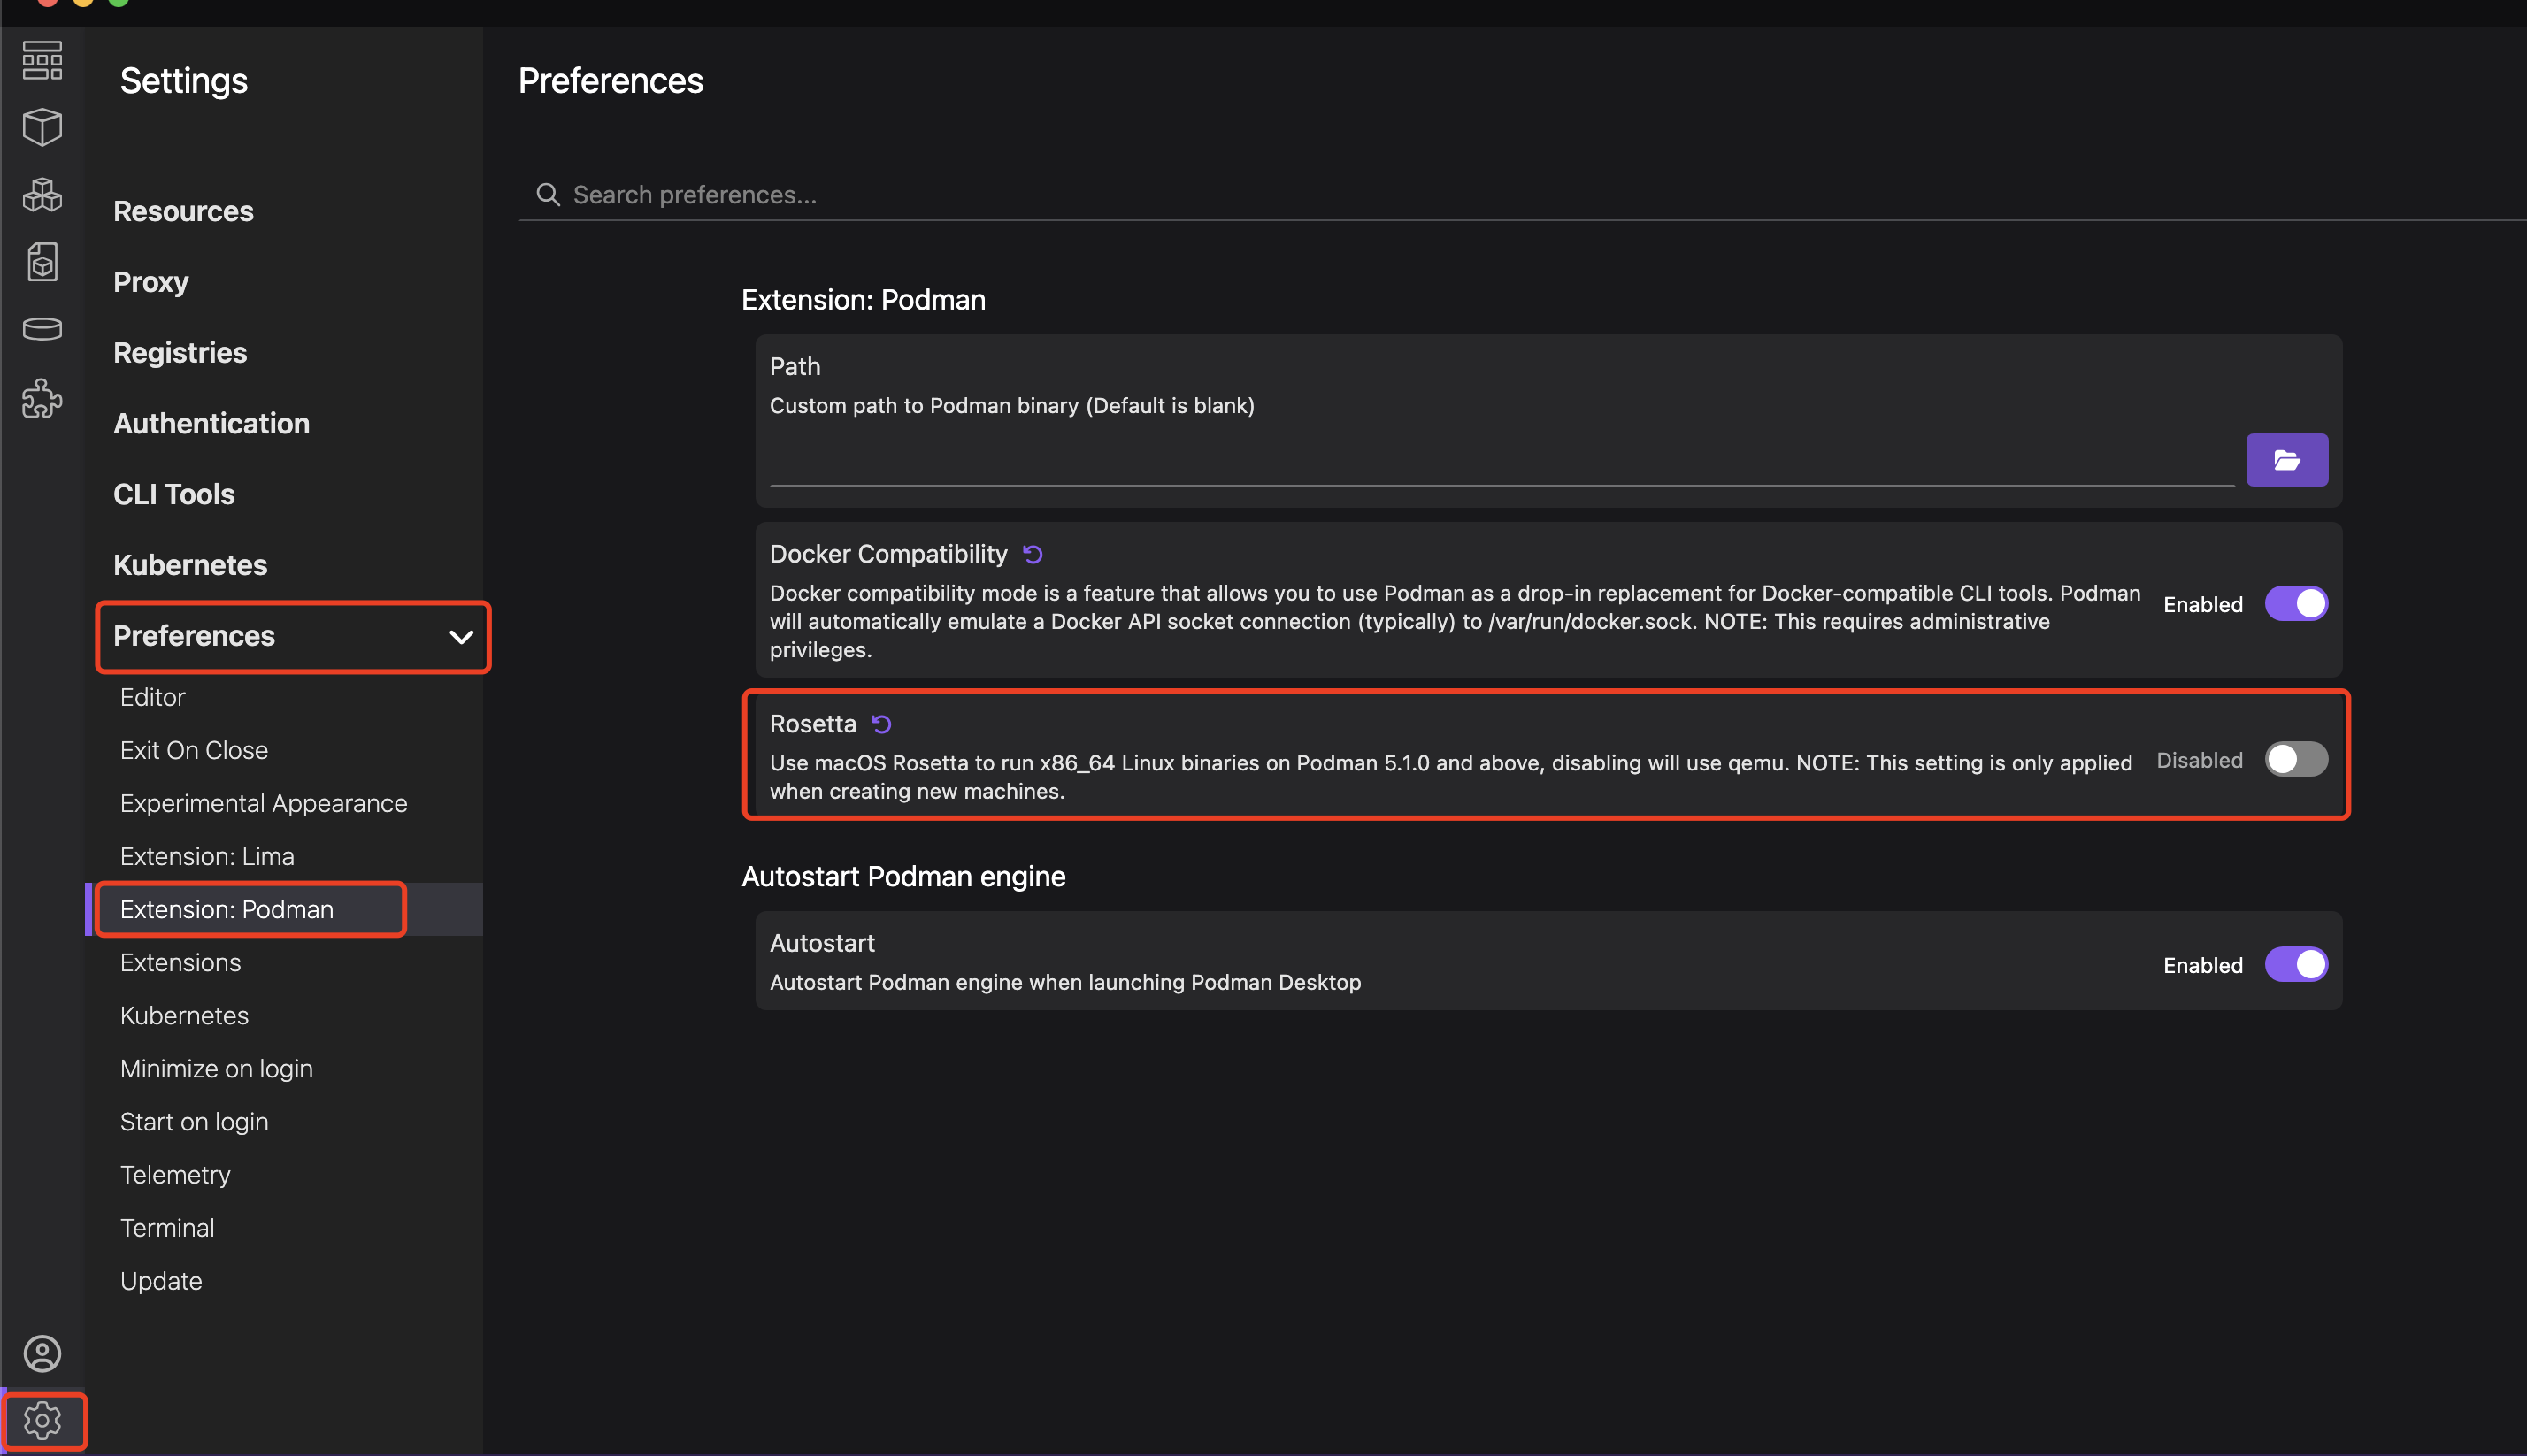 Settings
Resources
Proxy
Registries
Authentication
CLI Tools
Kubernetes
Preferences
Editor
Exit On Close
Experimental Appearance
Extension: Lima
Extension: Podman
Extensions
Kubernetes
Minimize on login
Start on login
Telemetry
Terminal
Update
Preferences
Search preferences...
Extension: Podman
Path
Custom path to Podman binary (Default is blank)
Docker Compatibility
Docker compatibility mode is a feature that allows you to use Podman as a drop-in replacement for Docker-compatible CLI tools. Podman
will automatically emulate a Docker API socket connection (typically) to /var/run/docker.sock. NOTE: This requires administrative
privileges.
Enabled
Rosetta
Use macOS Rosetta to run x86_64 Linux binaries on Podman 5.1.0 and above, disabling will use qemu. NOTE: This setting is only applied
when creating new machines.
Disabled
Autostart Podman engine
Autostart
Autostart Podman engine when launching Podman Desktop
Enabled